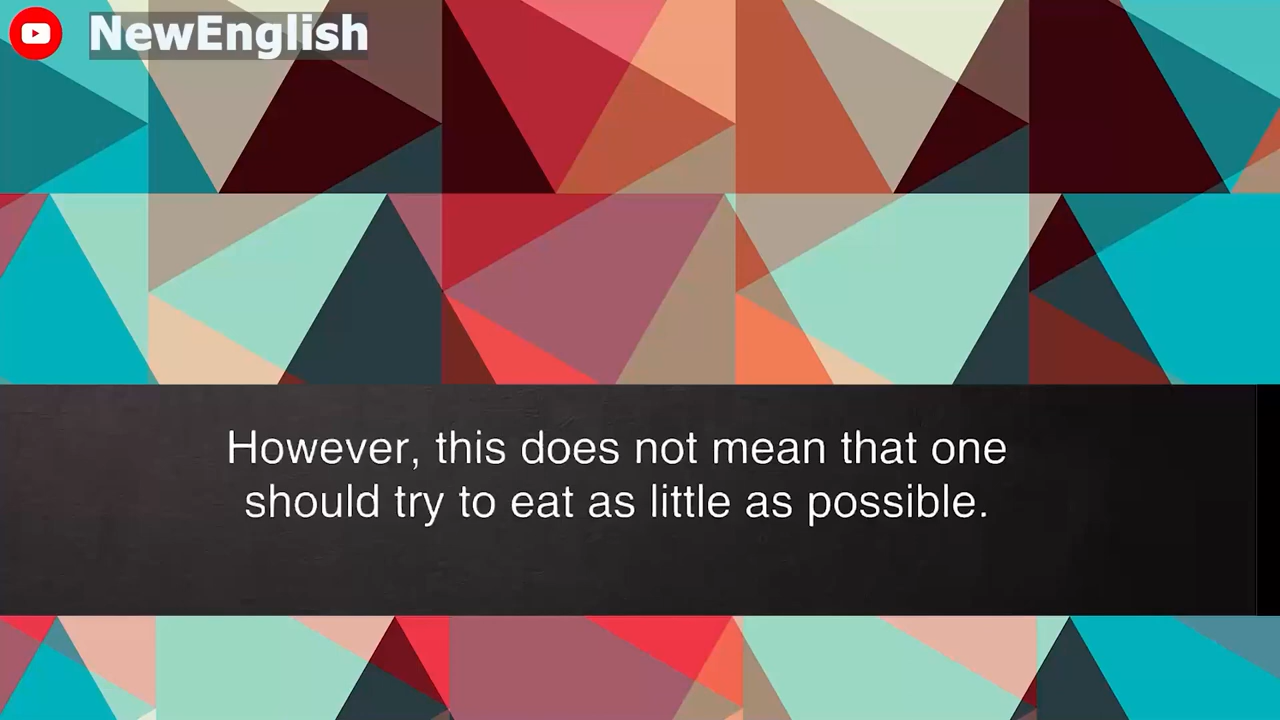 NewEnglish
However, this does not mean that one
should try to eat as little as possible.